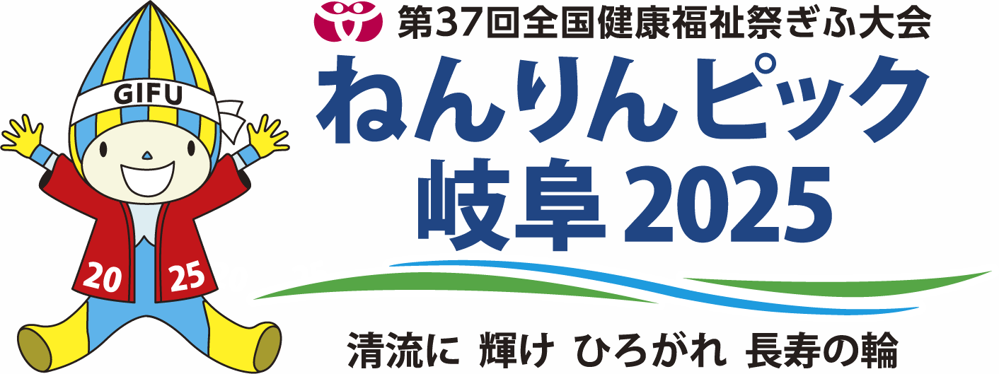 第37回全国健康福祉祭ぎふ大会
ねんりんピック
岐阜2025
清流に 輝け ひろがれ 長寿の輪
GIFU
20 25